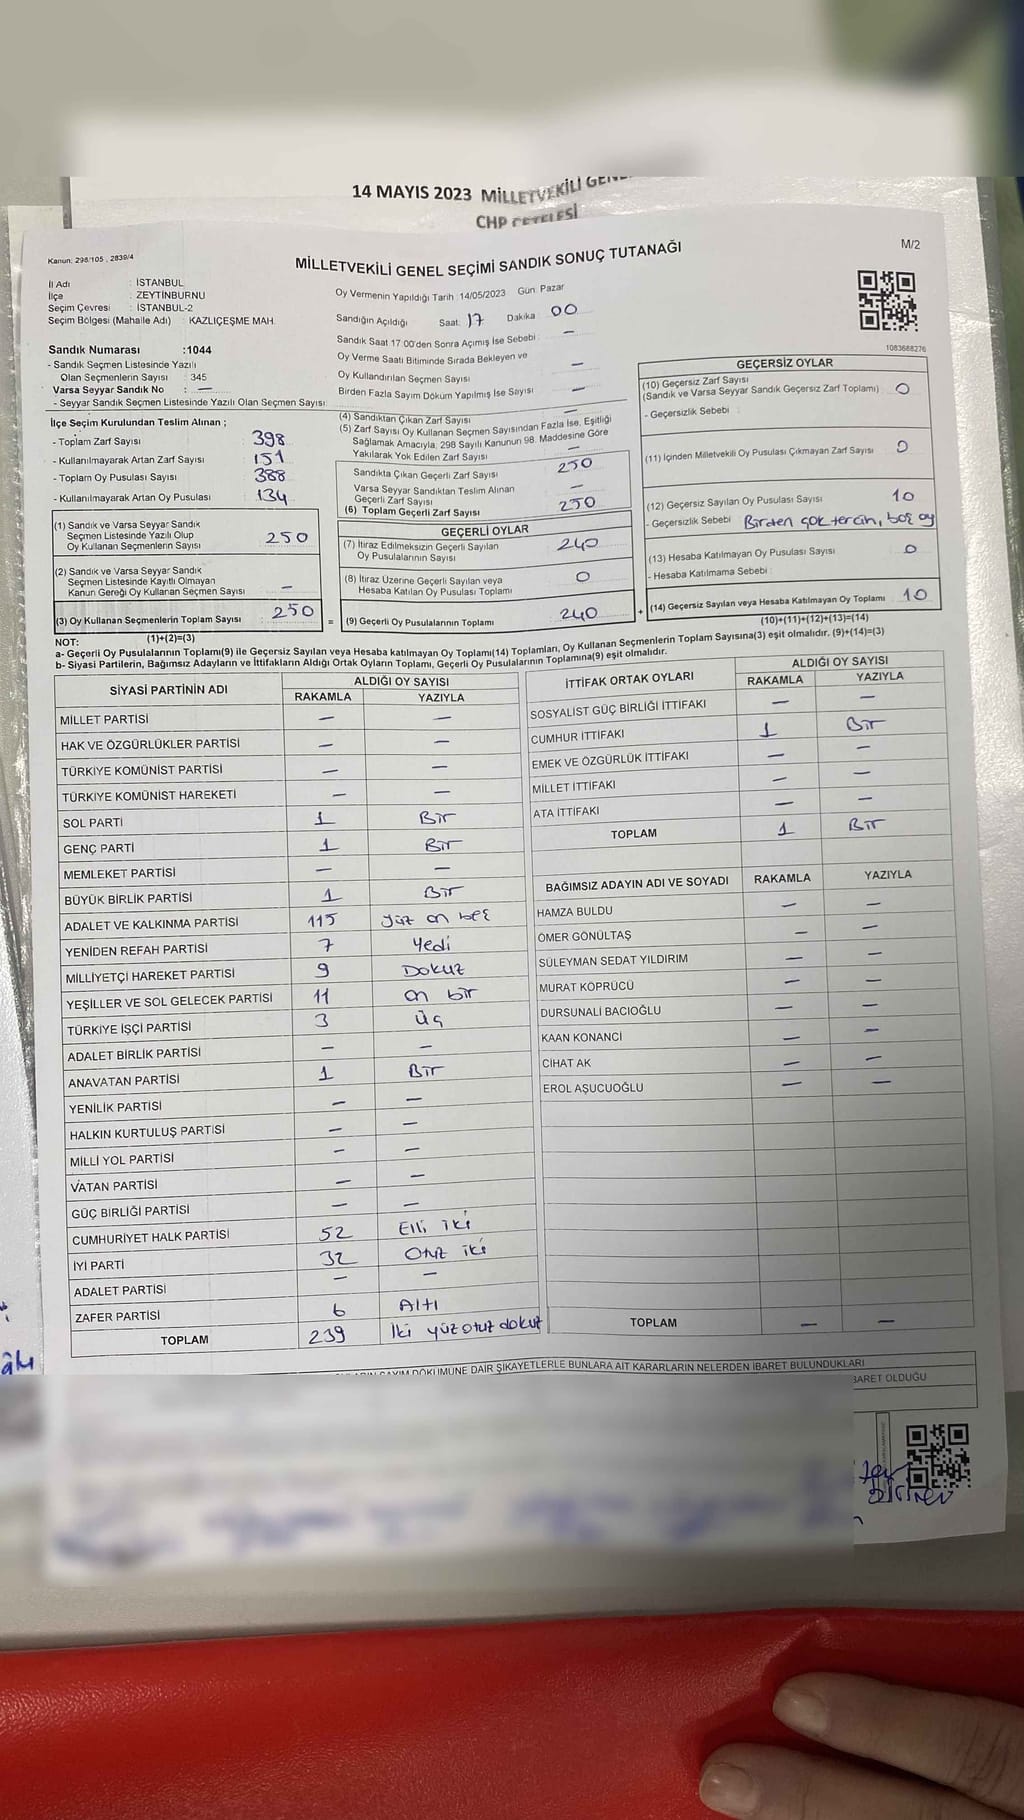 14 MAYIS 2023 MİLLETVEKİLİ
CHP ÇETELESİ
Kanun: 298/105 , 2839/4
MİLLETVEKİLİ GENEL SEÇİMİ SANDIK SONUÇ TUTANAĞI
M/2
İl Adı : İSTANBUL
İlçe : ZEYTİNBURNU
Seçim Çevresi : İSTANBUL-2
Seçim Bölgesi (Mahalle Adı) : KAZLIÇEŞME MAH.
Oy Vermenin Yapıldığı Tarih :14/05/2023 Gün: Pazar
Sandığın Açıldığı Saat: 17 Dakika 00
Sandık Saat 17:00'den Sonra Açımış İse Sebebi : —
Oy Verme Saati Bitiminde Sırada Bekleyen ve
Oy Kullandırılan Seçmen Sayısı —
Birden Fazla Sayım Döküm Yapılmış İse Sayısı —
1083688276
Sandık Numarası :1044
- Sandık Seçmen Listesinde Yazılı
Olan Seçmenlerin Sayısı : 345
Varsa Seyyar Sandık No : —
- Seyyar Sandık Seçmen Listesinde Yazılı Olan Seçmen Sayısı:
İlçe Seçim Kurulundan Teslim Alınan ;
- Toplam Zarf Sayısı 398
- Kullanılmayarak Artan Zarf Sayısı 151
- Toplam Oy Pusulası Sayısı 388
- Kullanılmayarak Artan Oy Pusulası 134
(1) Sandık ve Varsa Seyyar Sandık
Seçmen Listesinde Yazılı Olup
Oy Kullanan Seçmenlerin Sayısı 250
(2) Sandık ve Varsa Seyyar Sandık
Seçmen Listesinde Kayıtlı Olmayan
Kanun Gereği Oy Kullanan Seçmen Sayısı —
(3) Oy Kullanan Seçmenlerin Toplam Sayısı 250
(1)+(2)=(3)
(4) Sandıktan Çıkan Zarf Sayısı —
(5) Zarf Sayısı Oy Kullanan Seçmen Sayısından Fazla İse, Eşitliği
Sağlamak Amacıyla, 298 Sayılı Kanunun 98. Maddesine Göre
Yakılarak Yok Edilen Zarf Sayısı —
Sandıkta Çıkan Geçerli Zarf Sayısı 250
Varsa Seyyar Sandıktan Teslim Alınan
Geçerli Zarf Sayısı —
(6) Toplam Geçerli Zarf Sayısı 250
GEÇERLİ OYLAR
(7) İtiraz Edilmeksizin Geçerli Sayılan
Oy Pusulalarının Sayısı 240
(8) İtiraz Üzerine Geçerli Sayılan veya
Hesaba Katılan Oy Pusulası Toplamı 0
= (9) Geçerli Oy Pusulalarının Toplamı 240
GEÇERSİZ OYLAR
(10) Geçersiz Zarf Sayısı
(Sandık ve Varsa Seyyar Sandık Geçersiz Zarf Toplamı) 0
- Geçersizlik Sebebi :
(11) İçinden Milletvekili Oy Pusulası Çıkmayan Zarf Sayısı 0
(12) Geçersiz Sayılan Oy Pusulası Sayısı 10
- Geçersizlik Sebebi : Birden çok tercih, boş oy
(13) Hesaba Katılmayan Oy Pusulası Sayısı 0
- Hesaba Katılmama Sebebi :
+ (14) Geçersiz Sayılan veya Hesaba Katılmayan Oy Toplamı 10
(10)+(11)+(12)+(13)=(14)
NOT:
a- Geçerli Oy Pusulalarının Toplamı(9) ile Geçersiz Sayılan veya Hesaba katılmayan Oy Toplamı(14) Toplamları, Oy Kullanan Seçmenlerin Toplam Sayısına(3) eşit olmalıdır. (9)+(14)=(3)
b- Siyasi Partilerin, Bağımsız Adayların ve İttifakların Aldığı Ortak Oyların Toplamı, Geçerli Oy Pusulalarının Toplamına(9) eşit olmalıdır.
SİYASİ PARTİNİN ADI
ALDIĞI OY SAYISI
RAKAMLA YAZIYLA
MİLLET PARTİSİ — —
HAK VE ÖZGÜRLÜKLER PARTİSİ — —
TÜRKİYE KOMÜNİST PARTİSİ — —
TÜRKİYE KOMÜNİST HAREKETİ — —
SOL PARTİ 1 Bir
GENÇ PARTİ 1 Bir
MEMLEKET PARTİSİ — —
BÜYÜK BİRLİK PARTİSİ 1 Bir
ADALET VE KALKINMA PARTİSİ 115 yüz on beş
YENİDEN REFAH PARTİSİ 7 Yedi
MİLLİYETÇİ HAREKET PARTİSİ 9 Dokuz
YEŞİLLER VE SOL GELECEK PARTİSİ 11 on bir
TÜRKİYE İŞÇİ PARTİSİ 3 Üç
ADALET BİRLİK PARTİSİ — —
ANAVATAN PARTİSİ 1 Bir
YENİLİK PARTİSİ — —
HALKIN KURTULUŞ PARTİSİ — —
MİLLİ YOL PARTİSİ — —
VATAN PARTİSİ — —
GÜÇ BİRLİĞİ PARTİSİ — —
CUMHURİYET HALK PARTİSİ 52 Elli iki
İYİ PARTİ 32 Otuz iki
ADALET PARTİSİ — —
ZAFER PARTİSİ 6 Altı
TOPLAM 239 İki yüz otuz dokuz
İTTİFAK ORTAK OYLARI
ALDIĞI OY SAYISI
RAKAMLA YAZIYLA
SOSYALİST GÜÇ BİRLİĞİ İTTİFAKI — —
CUMHUR İTTİFAKI 1 Bir
EMEK VE ÖZGÜRLÜK İTTİFAKI — —
MİLLET İTTİFAKI — —
ATA İTTİFAKI — —
TOPLAM 1 Bir
BAĞIMSIZ ADAYIN ADI VE SOYADI RAKAMLA YAZIYLA
HAMZA BULDU — —
ÖMER GÖNÜLTAŞ — —
SÜLEYMAN SEDAT YILDIRIM — —
MURAT KÖPRÜCÜ — —
DURSUNALİ BACIOĞLU — —
KAAN KONANCİ — —
CİHAT AK — —
EROL AŞUCUOĞLU — —
TOPLAM — —
SAYIM DÖKÜMÜNE DAİR ŞİKAYETLERLE BUNLARA AİT KARARLARIN NELERDEN İBARET BULUNDUKLARI
BARET OLDUĞU